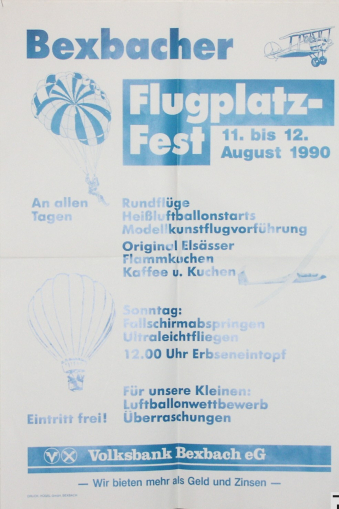 Bexbacher
Flugplatz-
Fest
11. bis 12.
August 1990
An allen
Tagen
Rundflüge
Heißluftballonstarts
Modellkunstflugvorführung
Original Elsässer
Flammkuchen
Kaffee u. Kuchen
Sonntag:
Fallschirmabspringen
Ultraleichtfliegen
12.00 Uhr Erbseneintopf
Für unsere Kleinen:
Luftballonwettbewerb
Überraschungen
Eintritt frei!
Volksbank Bexbach eG
— Wir bieten mehr als Geld und Zinsen —